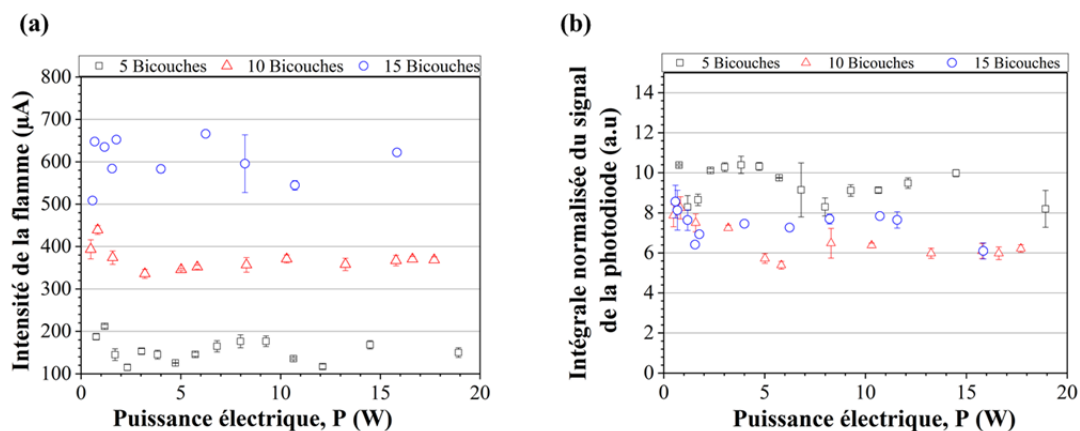 (a)
5 Bicouches 10 Bicouches 15 Bicouches
Intensité de la flamme (µA)
800
700
600
500
400
300
200
100
0 5 10 15 20
Puissance électrique, P (W)
(b)
5 Bicouches 10 Bicouches 15 Bicouches
Intégrale normalisée du signal
de la photodiode (a.u)
14
12
10
8
6
4
2
0
0 5 10 15 20
Puissance électrique, P (W)